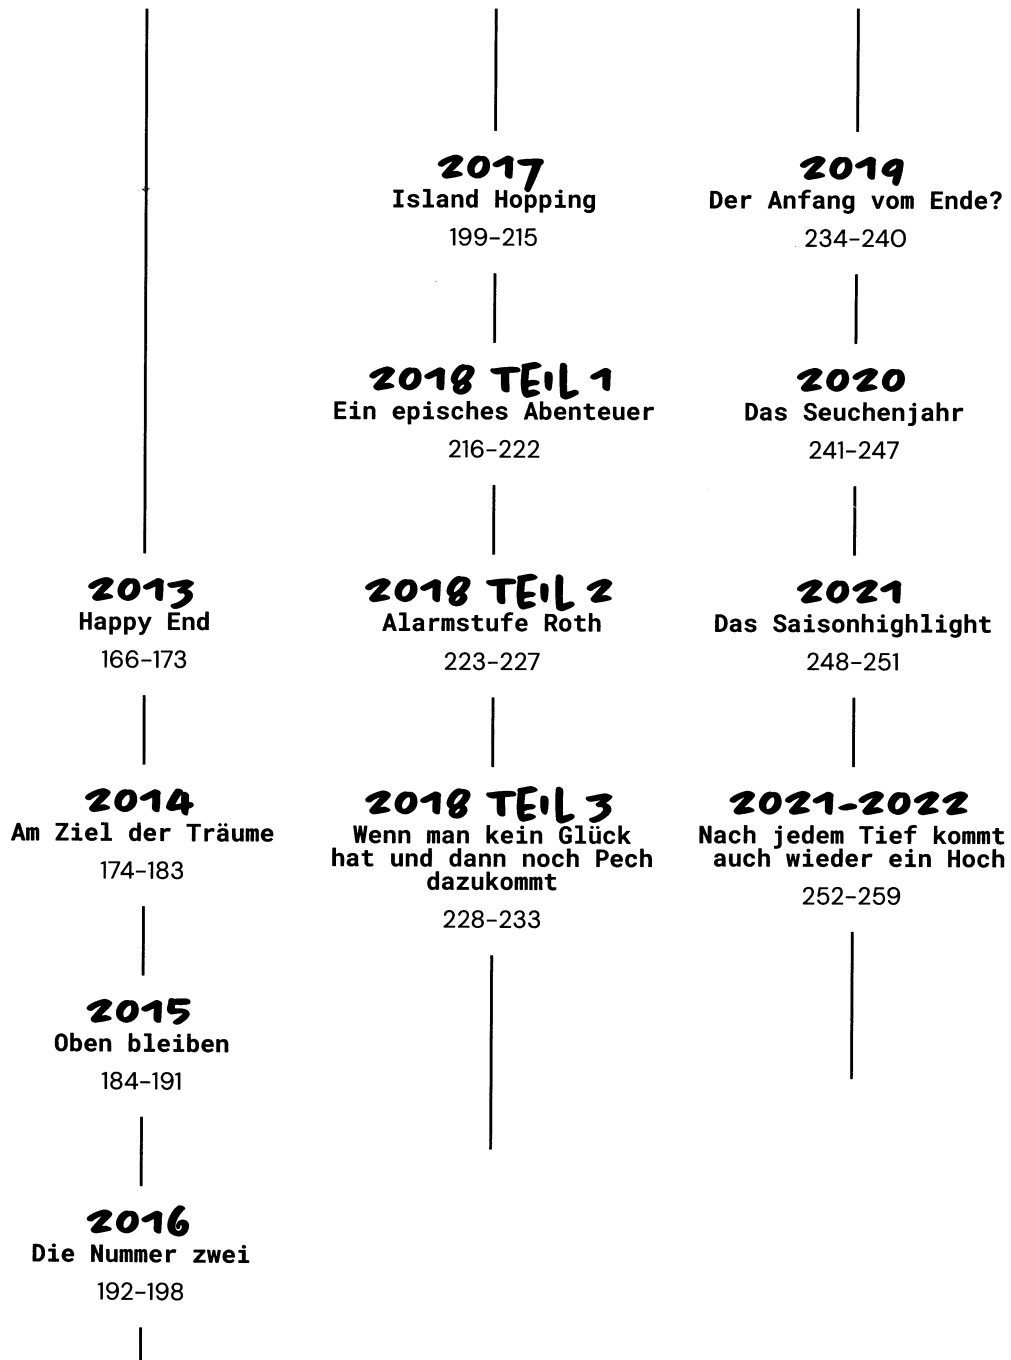 2013
Happy End
166–173
2014
Am Ziel der Träume
174–183
2015
Oben bleiben
184–191
2016
Die Nummer zwei
192–198
2017
Island Hopping
199–215
2018 TEIL 1
Ein episches Abenteuer
216–222
2018 TEIL 2
Alarmstufe Roth
223–227
2018 TEIL 3
Wenn man kein Glück
hat und dann noch Pech
dazukommt
228–233
2019
Der Anfang vom Ende?
234–240
2020
Das Seuchenjahr
241–247
2021
Das Saisonhighlight
248–251
2021-2022
Nach jedem Tief kommt
auch wieder ein Hoch
252–259